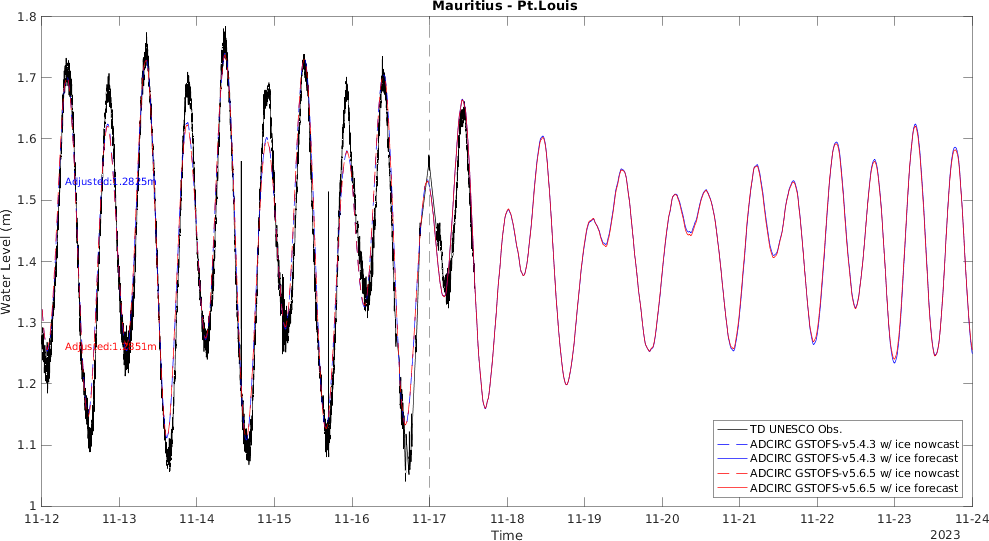 Mauritius - Pt.Louis
1.8
1.7
1.6
1.5
1.4
1.3
1.2
1.1
1
Water Level (m)
Adjusted:1.2825m
TD UNESCO Obs.
ADCIRC GSTOFS-v5.4.3 w/ ice nowcast
ADCIRC GSTOFS-v5.4.3 w/ ice forecast
ADCIRC GSTOFS-v5.6.5 w/ ice nowcast
ADCIRC GSTOFS-v5.6.5 w/ ice forecast
11-12
11-13
11-14
11-15
11-16
11-17
11-18
11-19
11-20
11-21
11-22
11-23
11-24
Time
2023